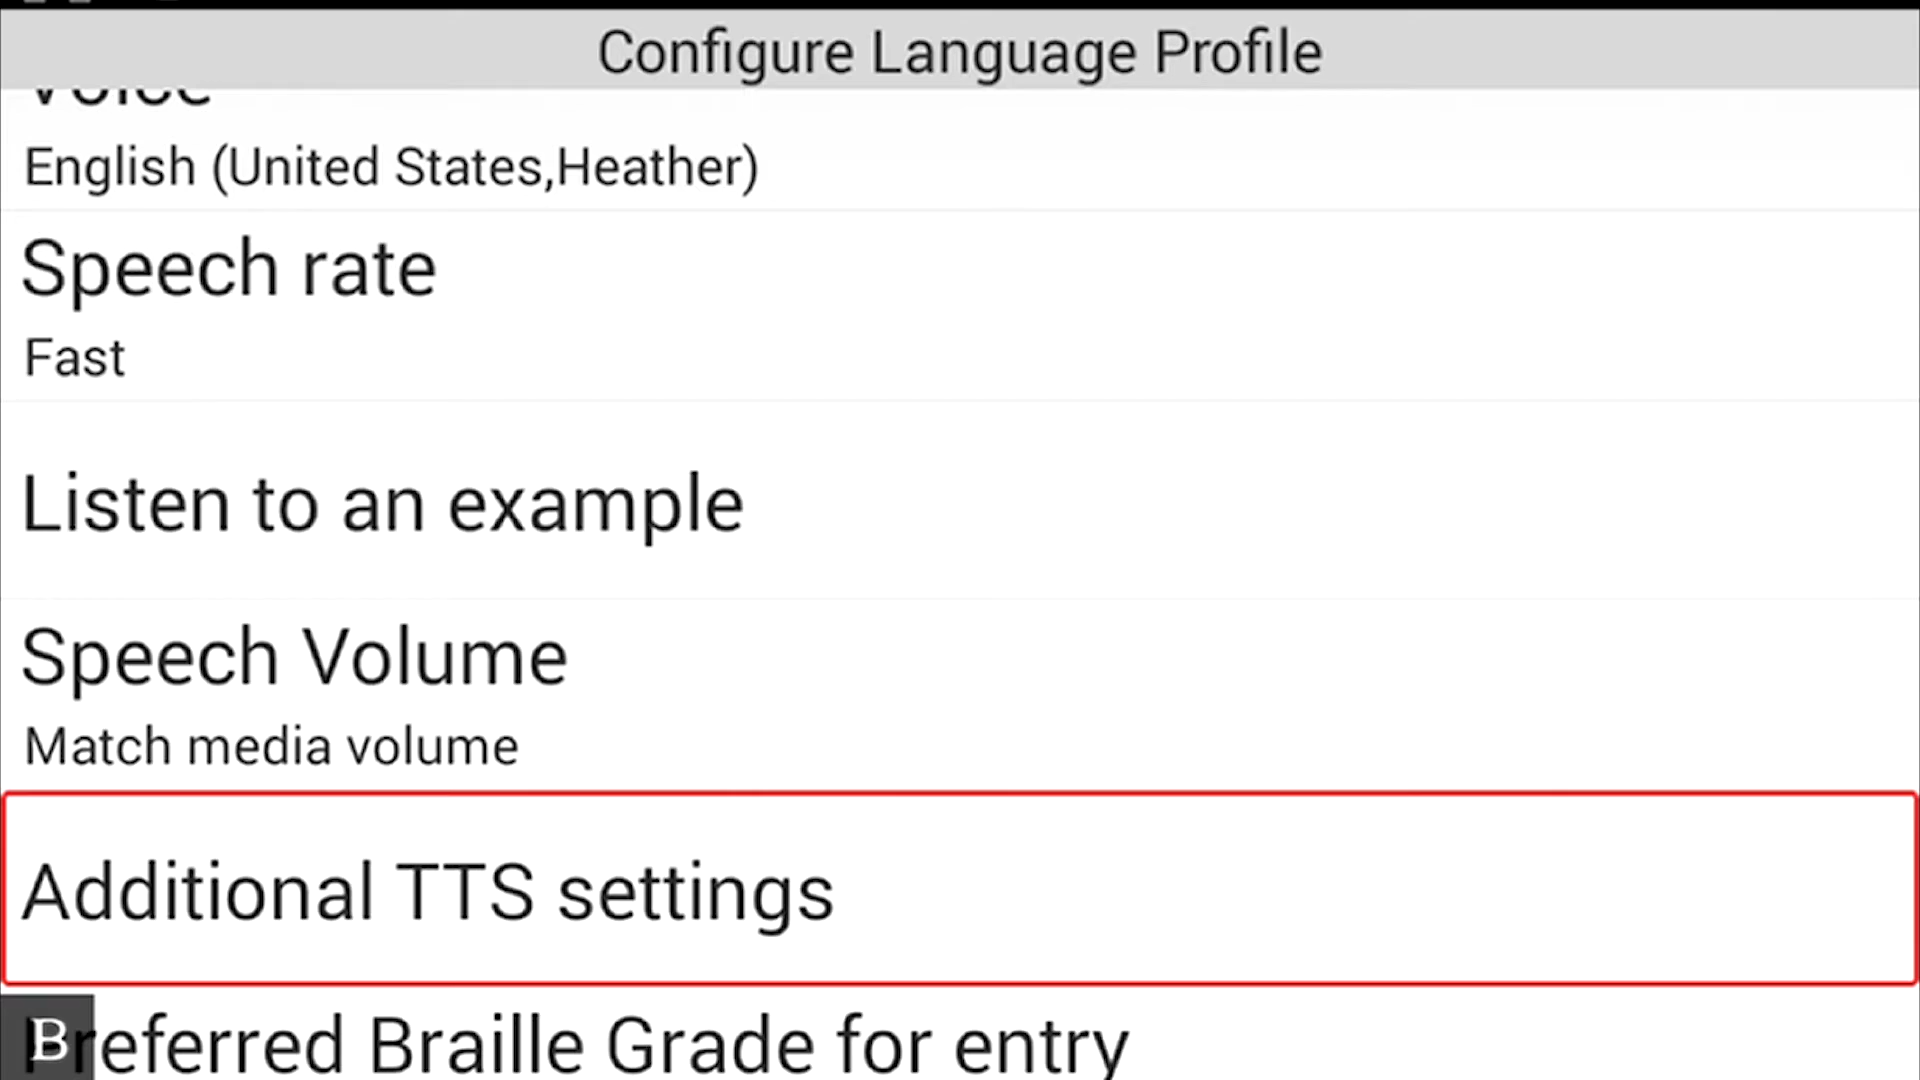 Configure Language Profile
Voice
English (United States,Heather)
Speech rate
Fast
Listen to an example
Speech Volume
Match media volume
Additional TTS settings
B
Preferred Braille Grade for entry